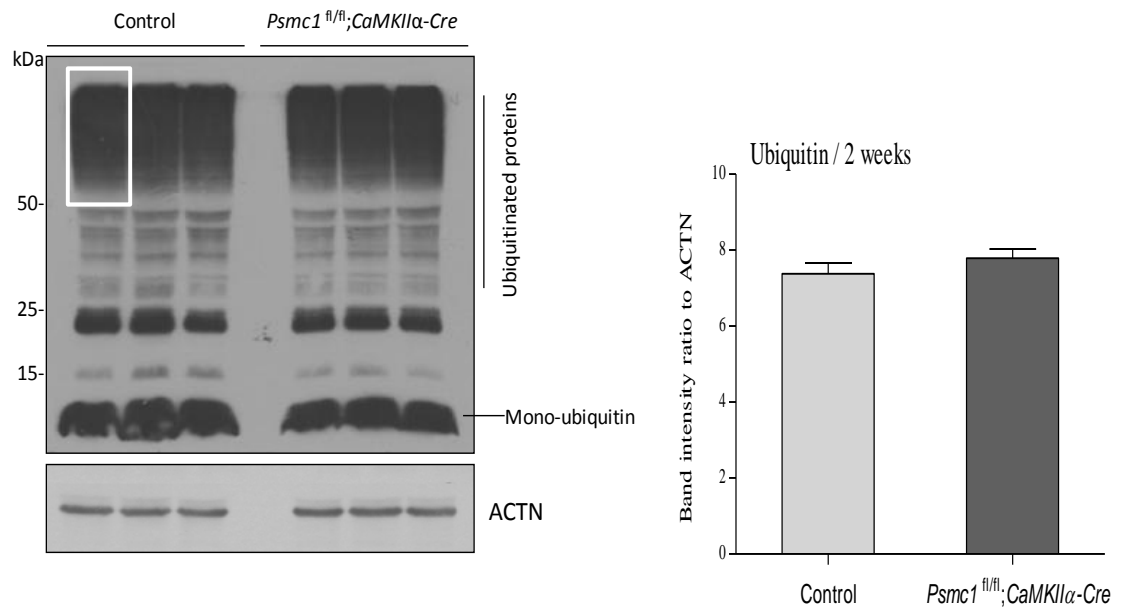 Control
Psmc1 fl/fl;CaMKIIα-Cre
kDa
50-
25-
15-
Ubiquitinated proteins
Mono-ubiquitin
ACTN
Ubiquitin / 2 weeks
Band intensity ratio to ACTN
10
8
6
4
2
0
Control
Psmc1 fl/fl;CaMKIIα-Cre